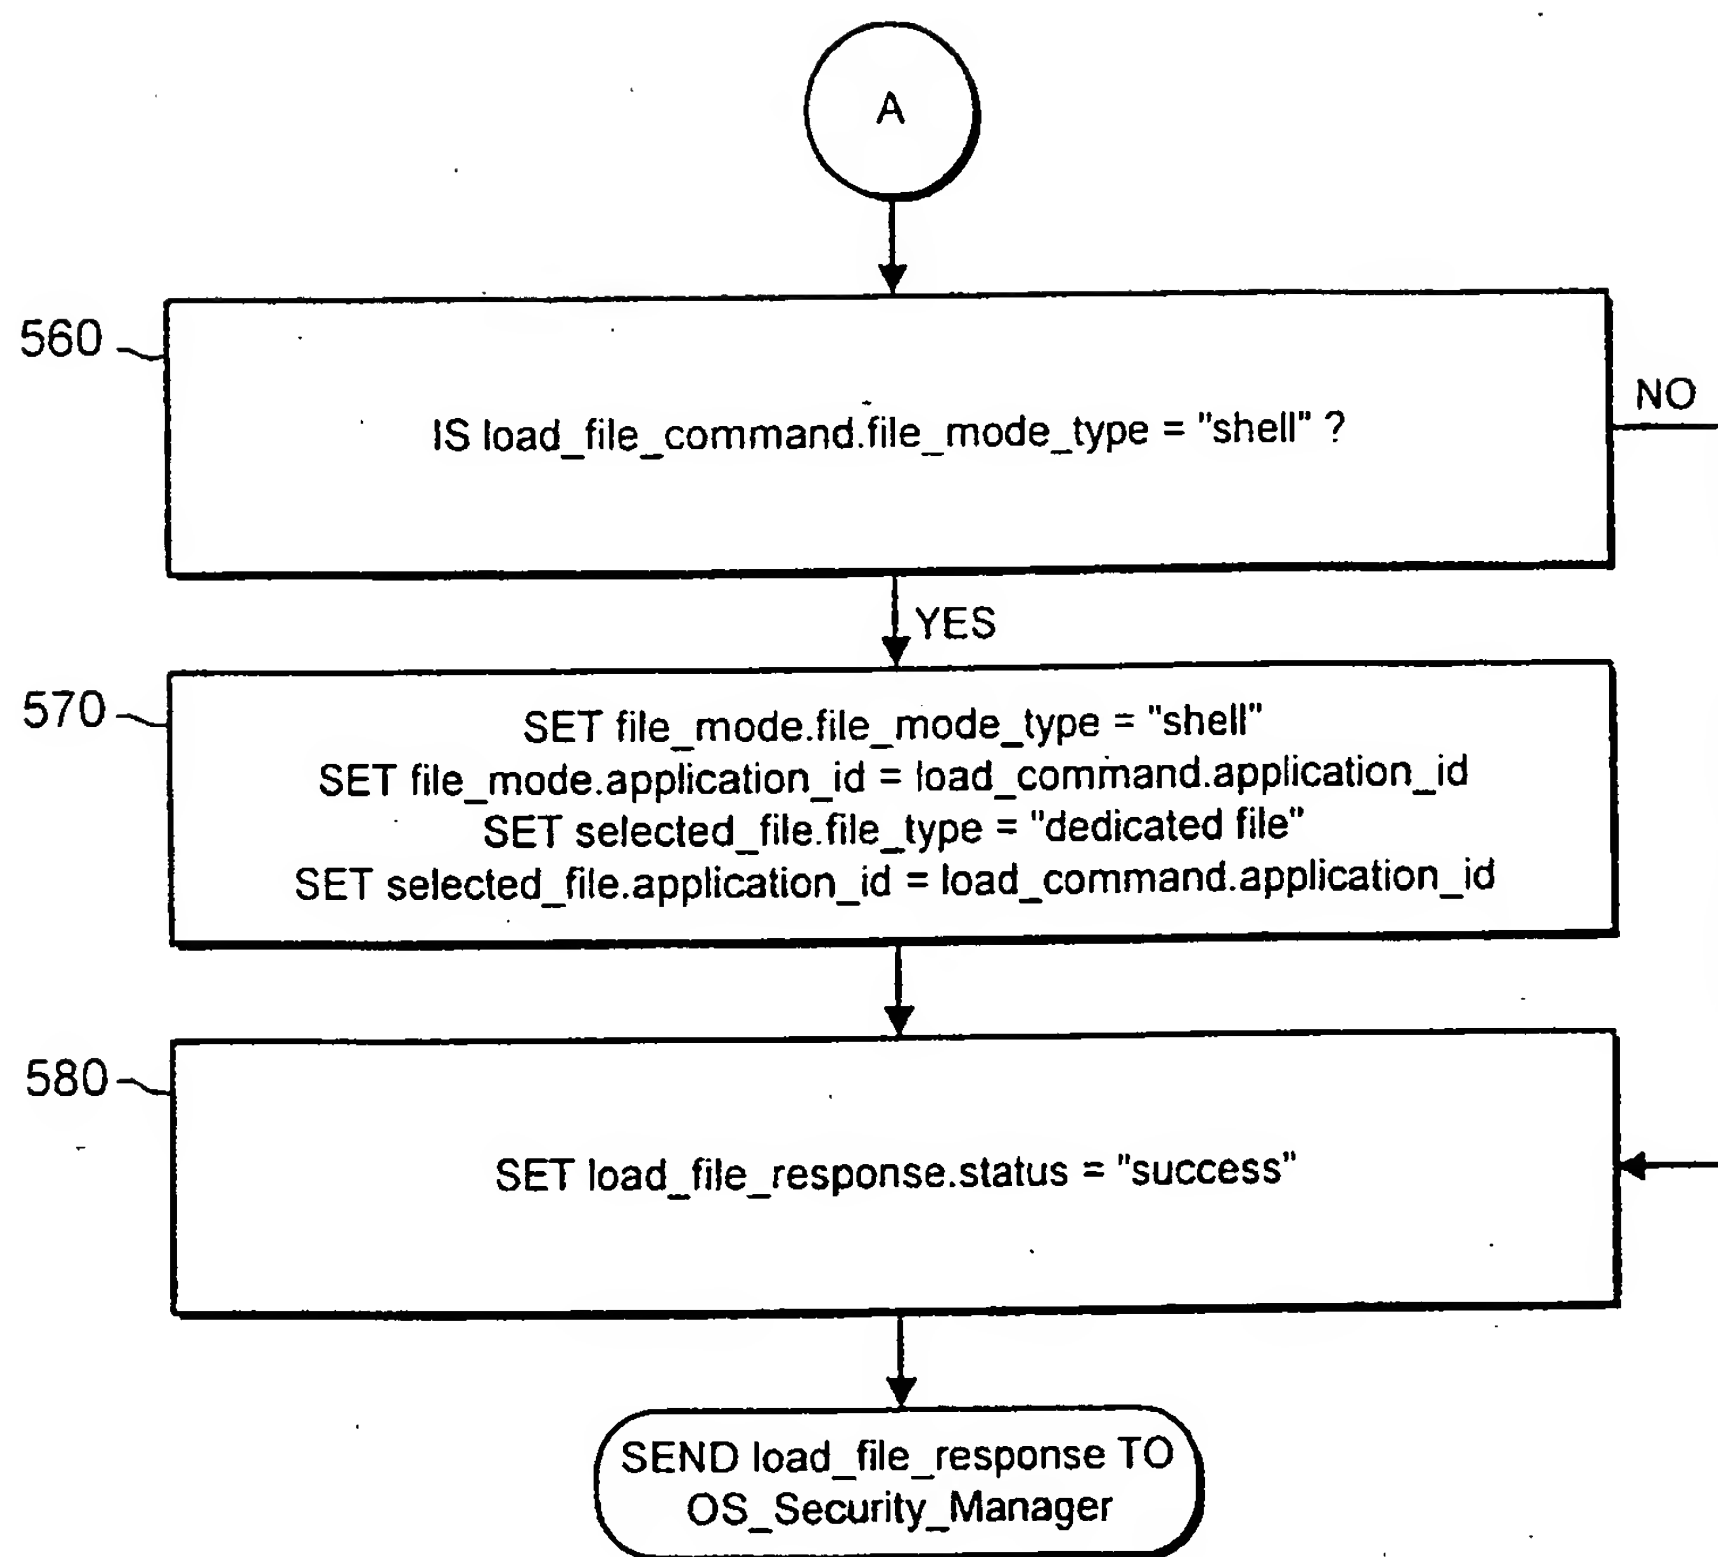 A
560
IS load_file_command.file_mode_type = "shell" ?
NO
YES
570
SET file_mode.file_mode_type = "shell"
SET file_mode.application_id = load_command.application_id
SET selected_file.file_type = "dedicated file"
SET selected_file.application_id = load_command.application_id
580
SET load_file_response.status = "success"
SEND load_file_response TO
OS_Security_Manager